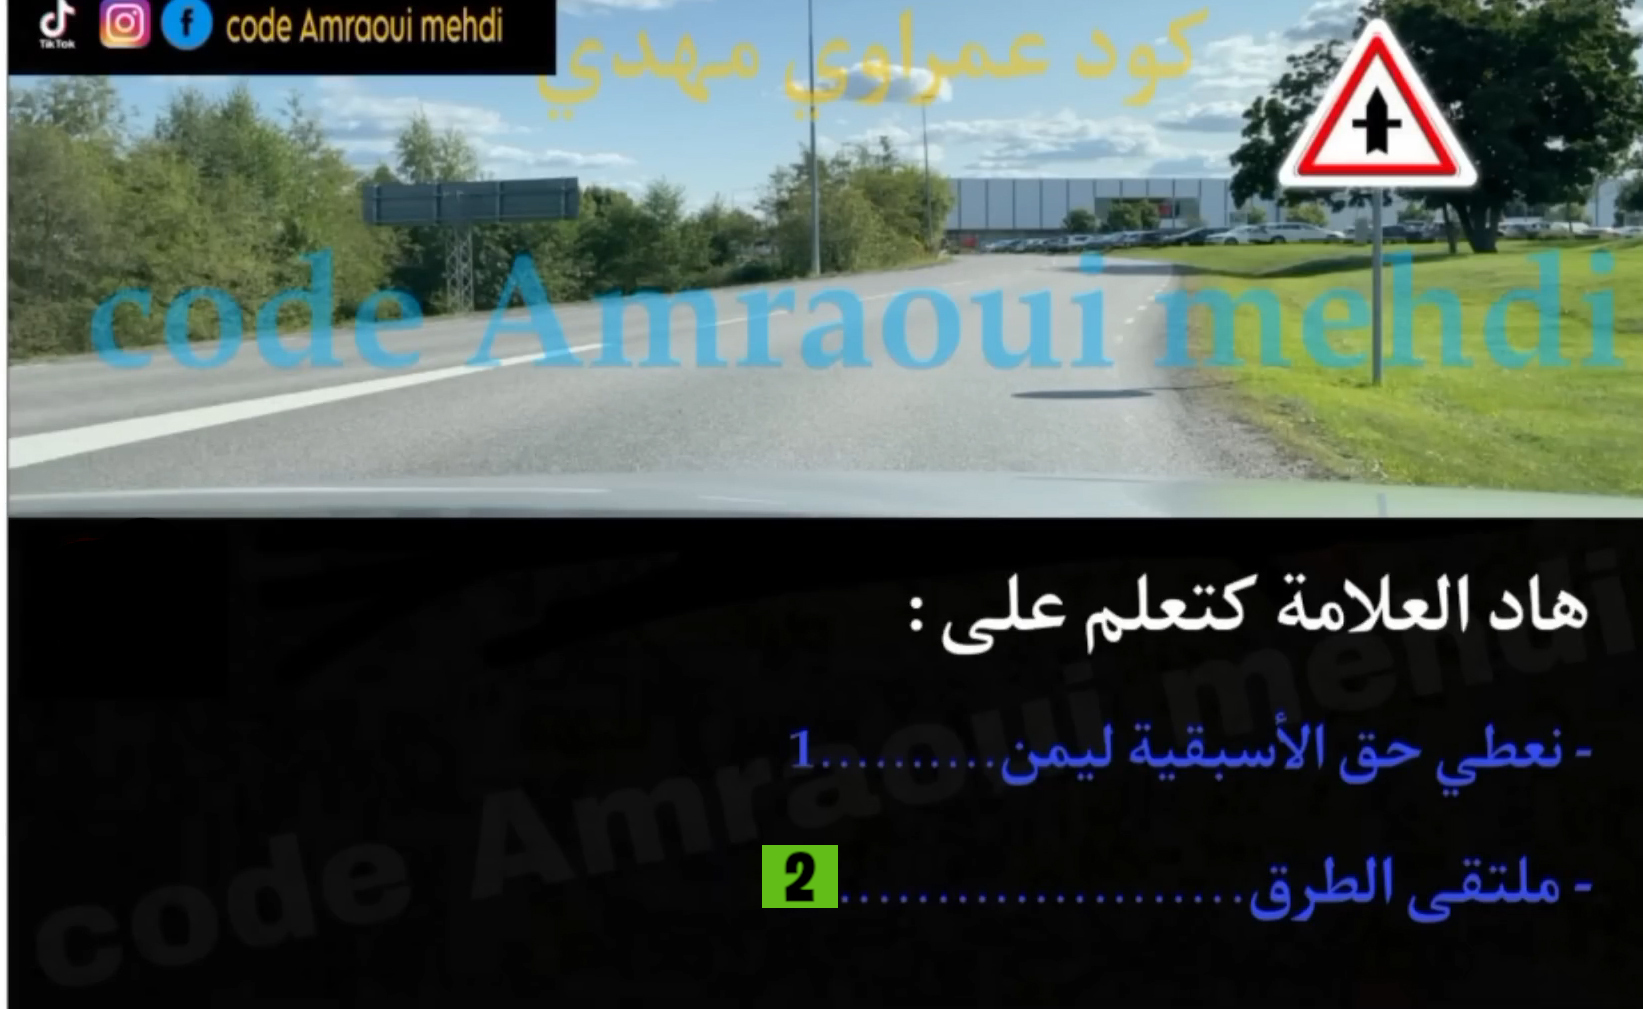 TikTok code Amraoui mehdi
كود عمراوي مهدي
code Amraoui mehdi
هاد العلامة كتعلم على :
- نعطي حق الأسبقية ليمن..........1
- ملتقى الطرق.....................2
code Amraoui mehdi